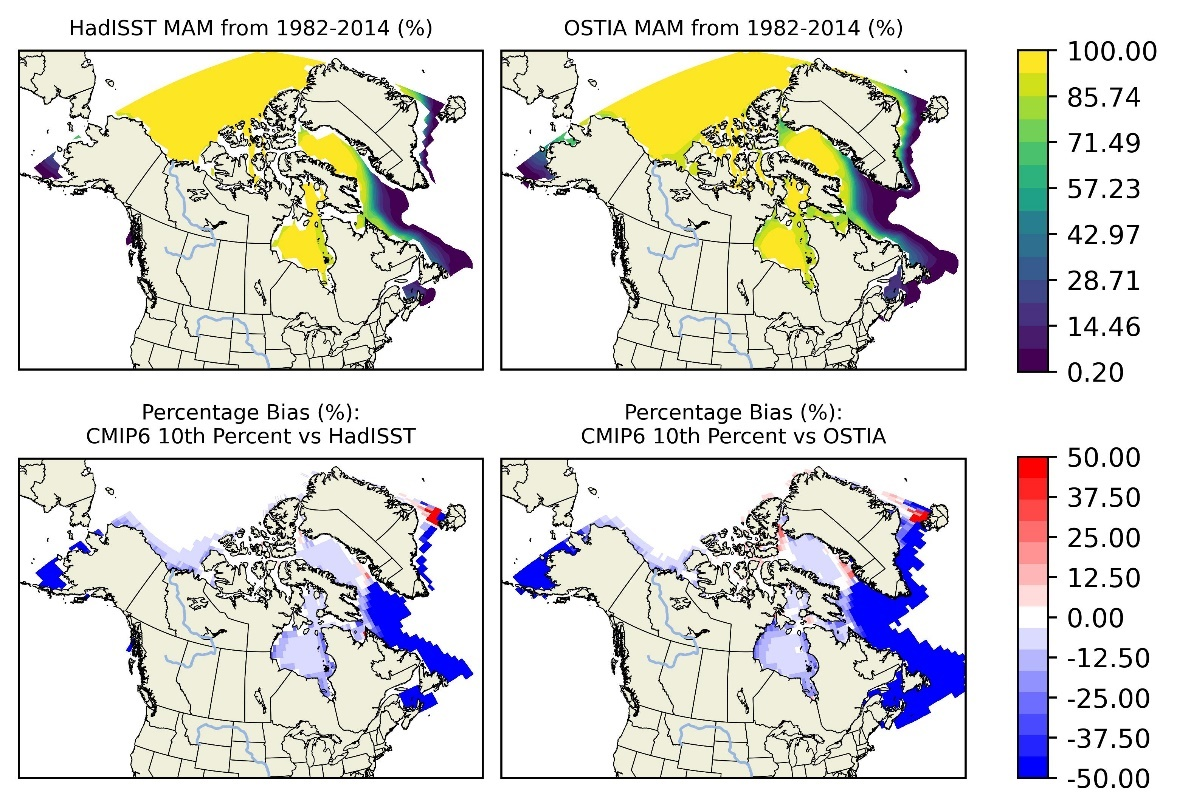 HadISST MAM from 1982-2014 (%)
OSTIA MAM from 1982-2014 (%)
100.00
85.74
71.49
57.23
42.97
28.71
14.46
0.20
Percentage Bias (%):
CMIP6 10th Percent vs HadISST
Percentage Bias (%):
CMIP6 10th Percent vs OSTIA
50.00
37.50
25.00
12.50
0.00
-12.50
-25.00
-37.50
-50.00